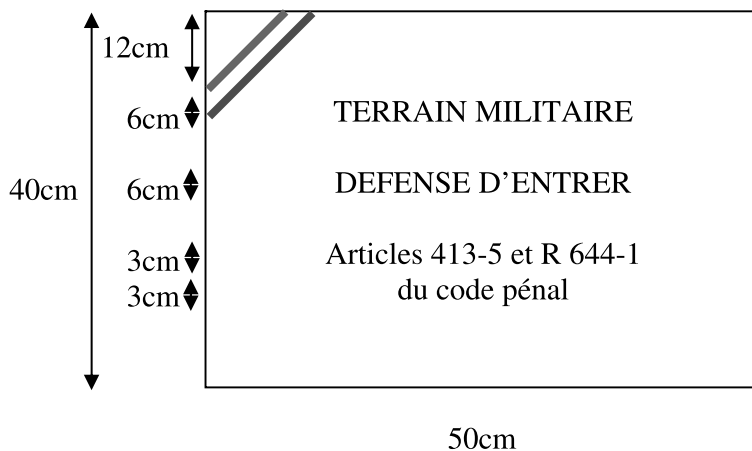 12cm
6cm
TERRAIN MILITAIRE
40cm
6cm
DEFENSE D’ENTRER
3cm
Articles 413-5 et R 644-1
3cm
du code pénal
50cm